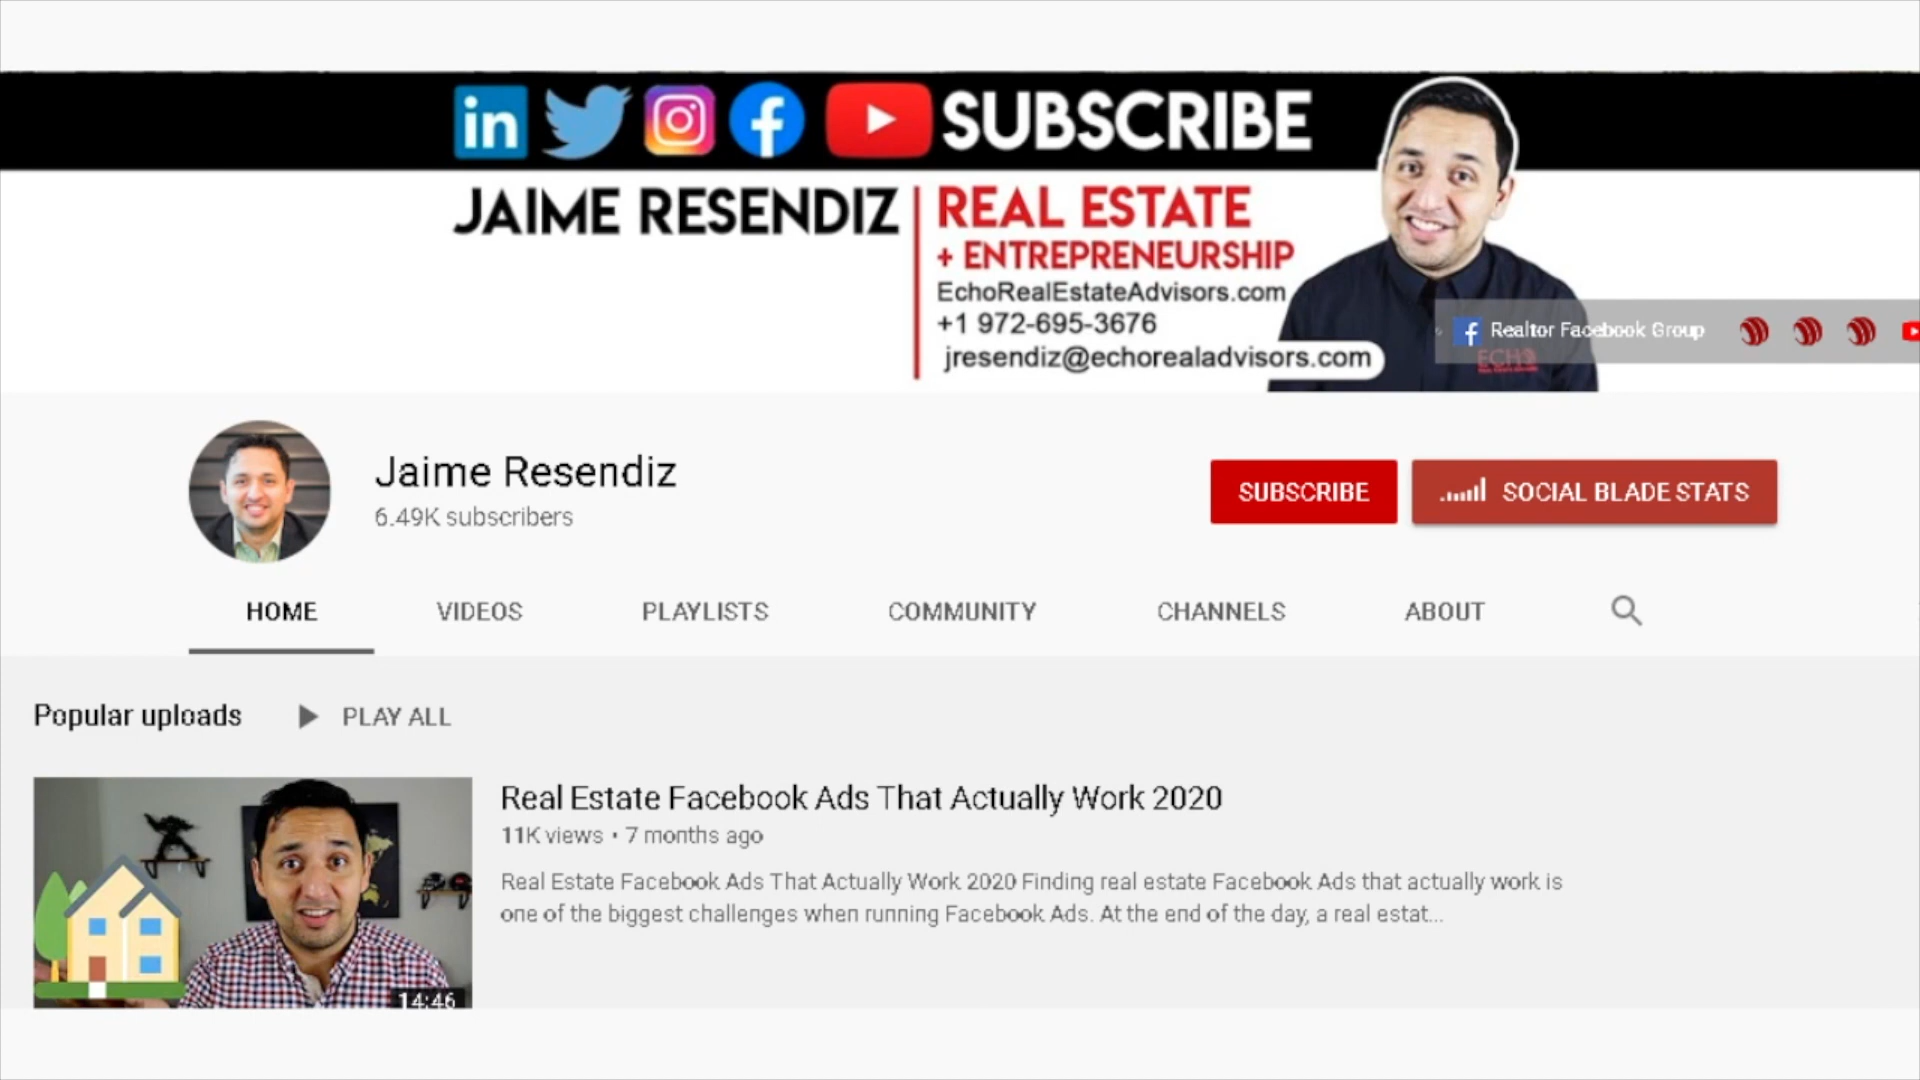 in SUBSCRIBE
JAIME RESENDIZ
REAL ESTATE
+ ENTREPRENEURSHIP
EchoRealEstateAdvisors.com
+1 972-695-3676
jresendiz@echorealadvisors.com
Realtor Facebook Group
ECHO
Jaime Resendiz
6.49K subscribers
SUBSCRIBE
SOCIAL BLADE STATS
HOME VIDEOS PLAYLISTS COMMUNITY CHANNELS ABOUT
Popular uploads PLAY ALL
Real Estate Facebook Ads That Actually Work 2020
11K views • 7 months ago
Real Estate Facebook Ads That Actually Work 2020 Finding real estate Facebook Ads that actually work is
one of the biggest challenges when running Facebook Ads. At the end of the day, a real estat...
14:46